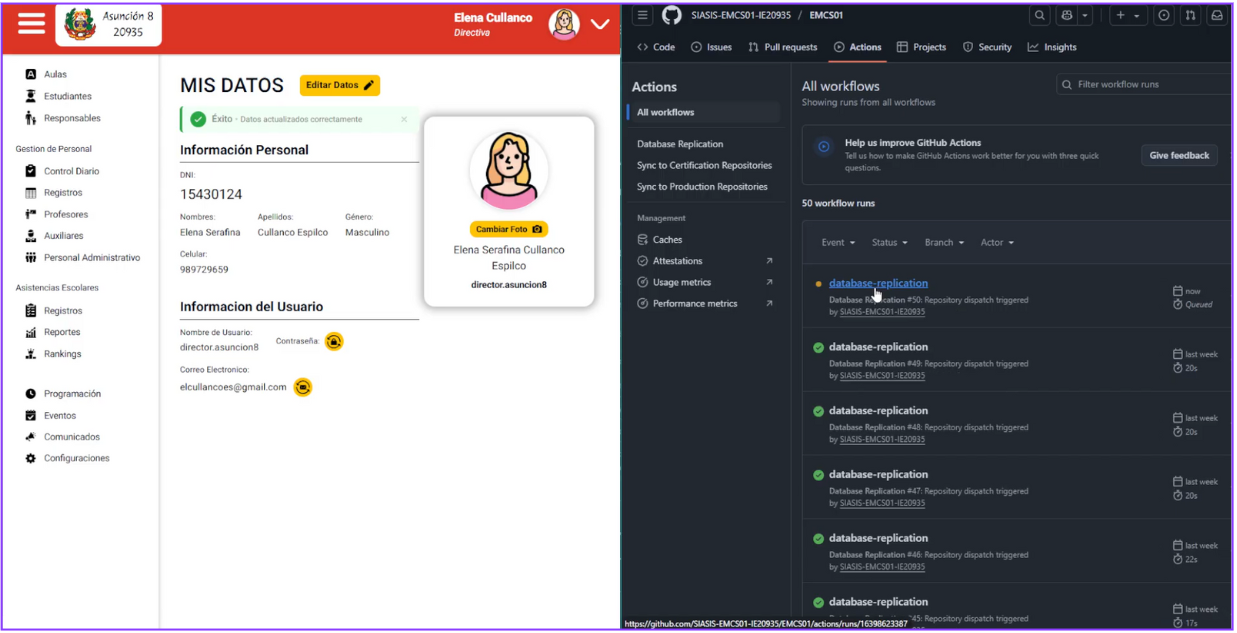 Asunción 8
20935
Elena Cullanco
Directiva
Aulas
Estudiantes
Responsables
Gestion de Personal
Control Diario
Registros
Profesores
Auxiliares
Personal Administrativo
Asistencias Escolares
Registros
Reportes
Rankings
Programación
Eventos
Comunicados
Configuraciones
MIS DATOS
Editar Datos
Éxito - Datos actualizados correctamente ×
Información Personal
DNI:
15430124
Nombres: Apellidos: Género:
Elena Serafina Cullanco Espilco Masculino
Celular:
989729659
Informacion del Usuario
Nombre de Usuario: Contraseña:
director.asuncion8
Correo Electronico:
elcullancoes@gmail.com
Cambiar Foto
Elena Serafina Cullanco
Espilco
director.asuncion8
SIASIS-EMCS01-IE20935 / EMCS01
Code Issues Pull requests Actions Projects Security Insights
Actions
All workflows
Database Replication
Sync to Certification Repositories
Sync to Production Repositories
Management
Caches
Attestations
Usage metrics
Performance metrics
All workflows
Showing runs from all workflows
Filter workflow runs
Help us improve GitHub Actions
Tell us how to make GitHub Actions work better for you with three quick
questions.
Give feedback
50 workflow runs
Event Status Branch Actor
database-replication
Database Replication #50: Repository dispatch triggered
by SIASIS-EMCS01-IE20935
now
Queued
database-replication
Database Replication #49: Repository dispatch triggered
by SIASIS-EMCS01-IE20935
last week
20s
database-replication
Database Replication #48: Repository dispatch triggered
by SIASIS-EMCS01-IE20935
last week
20s
database-replication
Database Replication #47: Repository dispatch triggered
by SIASIS-EMCS01-IE20935
last week
20s
database-replication
Database Replication #46: Repository dispatch triggered
by SIASIS-EMCS01-IE20935
last week
22s
database-replication
#45: Repository dispatch triggered
last week
17s
https://github.com/SIASIS-EMCS01-IE20935/EMCS01/actions/runs/16398623387